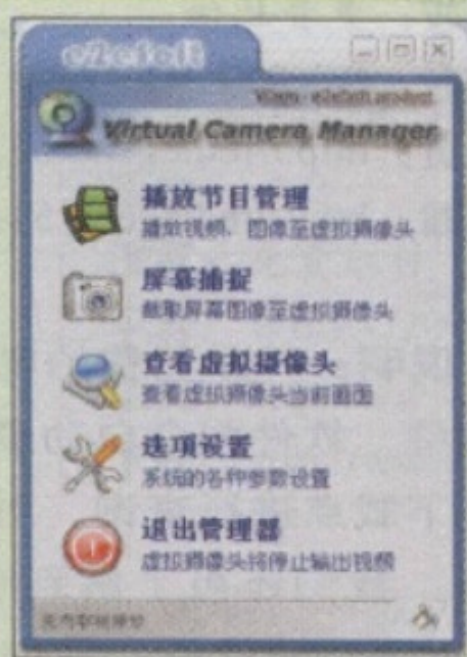 Virtual Camera Manager
播放节目管理
播放视频、图像至虚拟摄像头
屏幕捕捉
截取屏幕图像至虚拟摄像头
查看虚拟摄像头
查看虚拟摄像头当前画面
选项设置
系统的各种参数设置
退出管理器
虚拟摄像头将停止输出视频